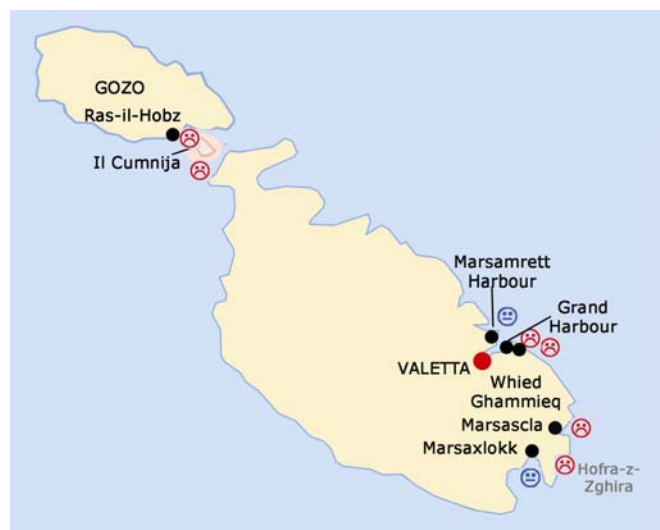 GOZO
Ras-il-Hobz
Il Cumnija
Marsamrett
Harbour
Grand
Harbour
VALETTA
Whied
Ghammieq
Marsascla
Marsaxlokk
Hofra-z-
Zghira